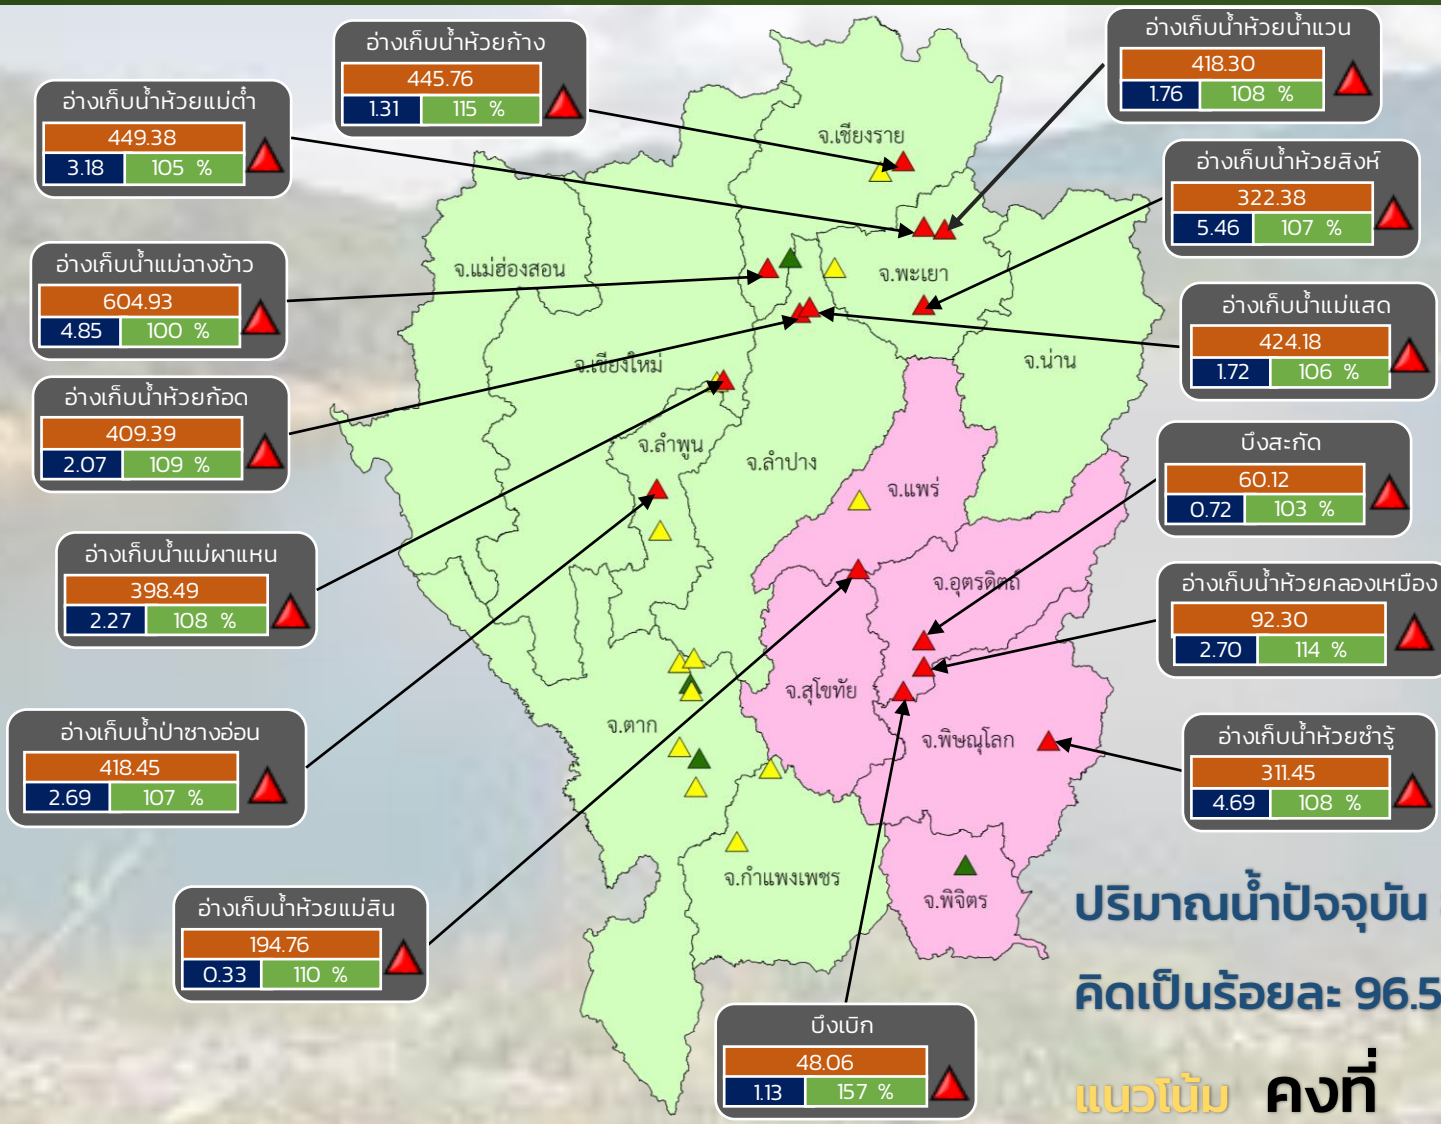 อ่างเก็บน้ำห้วยก้าง
445.76
1.31 115 %
อ่างเก็บน้ำห้วยน้ำแวน
418.30
1.76 108 %
อ่างเก็บน้ำห้วยแม่ต๋ำ
449.38
3.18 105 %
อ่างเก็บน้ำห้วยสิงห์
322.38
5.46 107 %
อ่างเก็บน้ำแม่ฉางข้าว
604.93
4.85 100 %
อ่างเก็บน้ำแม่แสด
424.18
1.72 106 %
อ่างเก็บน้ำห้วยก้อด
409.39
2.07 109 %
บึงสะกัด
60.12
0.72 103 %
อ่างเก็บน้ำแม่ผาแหน
398.49
2.27 108 %
อ่างเก็บน้ำห้วยคลองเหมือง
92.30
2.70 114 %
อ่างเก็บน้ำป่าซางอ่อน
418.45
2.69 107 %
อ่างเก็บน้ำห้วยซำรู้
311.45
4.69 108 %
อ่างเก็บน้ำห้วยแม่สิน
194.76
0.33 110 %
บึงเบิก
48.06
1.13 157 %
จ.เชียงราย
จ.แม่ฮ่องสอน
จ.พะเยา
จ.เชียงใหม่
จ.น่าน
จ.ลำพูน
จ.ลำปาง
จ.แพร่
จ.อุตรดิตถ์
จ.สุโขทัย
จ.ตาก
จ.พิษณุโลก
จ.กำแพงเพชร
จ.พิจิตร
ปริมาณน้ำปัจจุบัน
คิดเป็นร้อยละ 96.5
แนวโน้ม คงที่